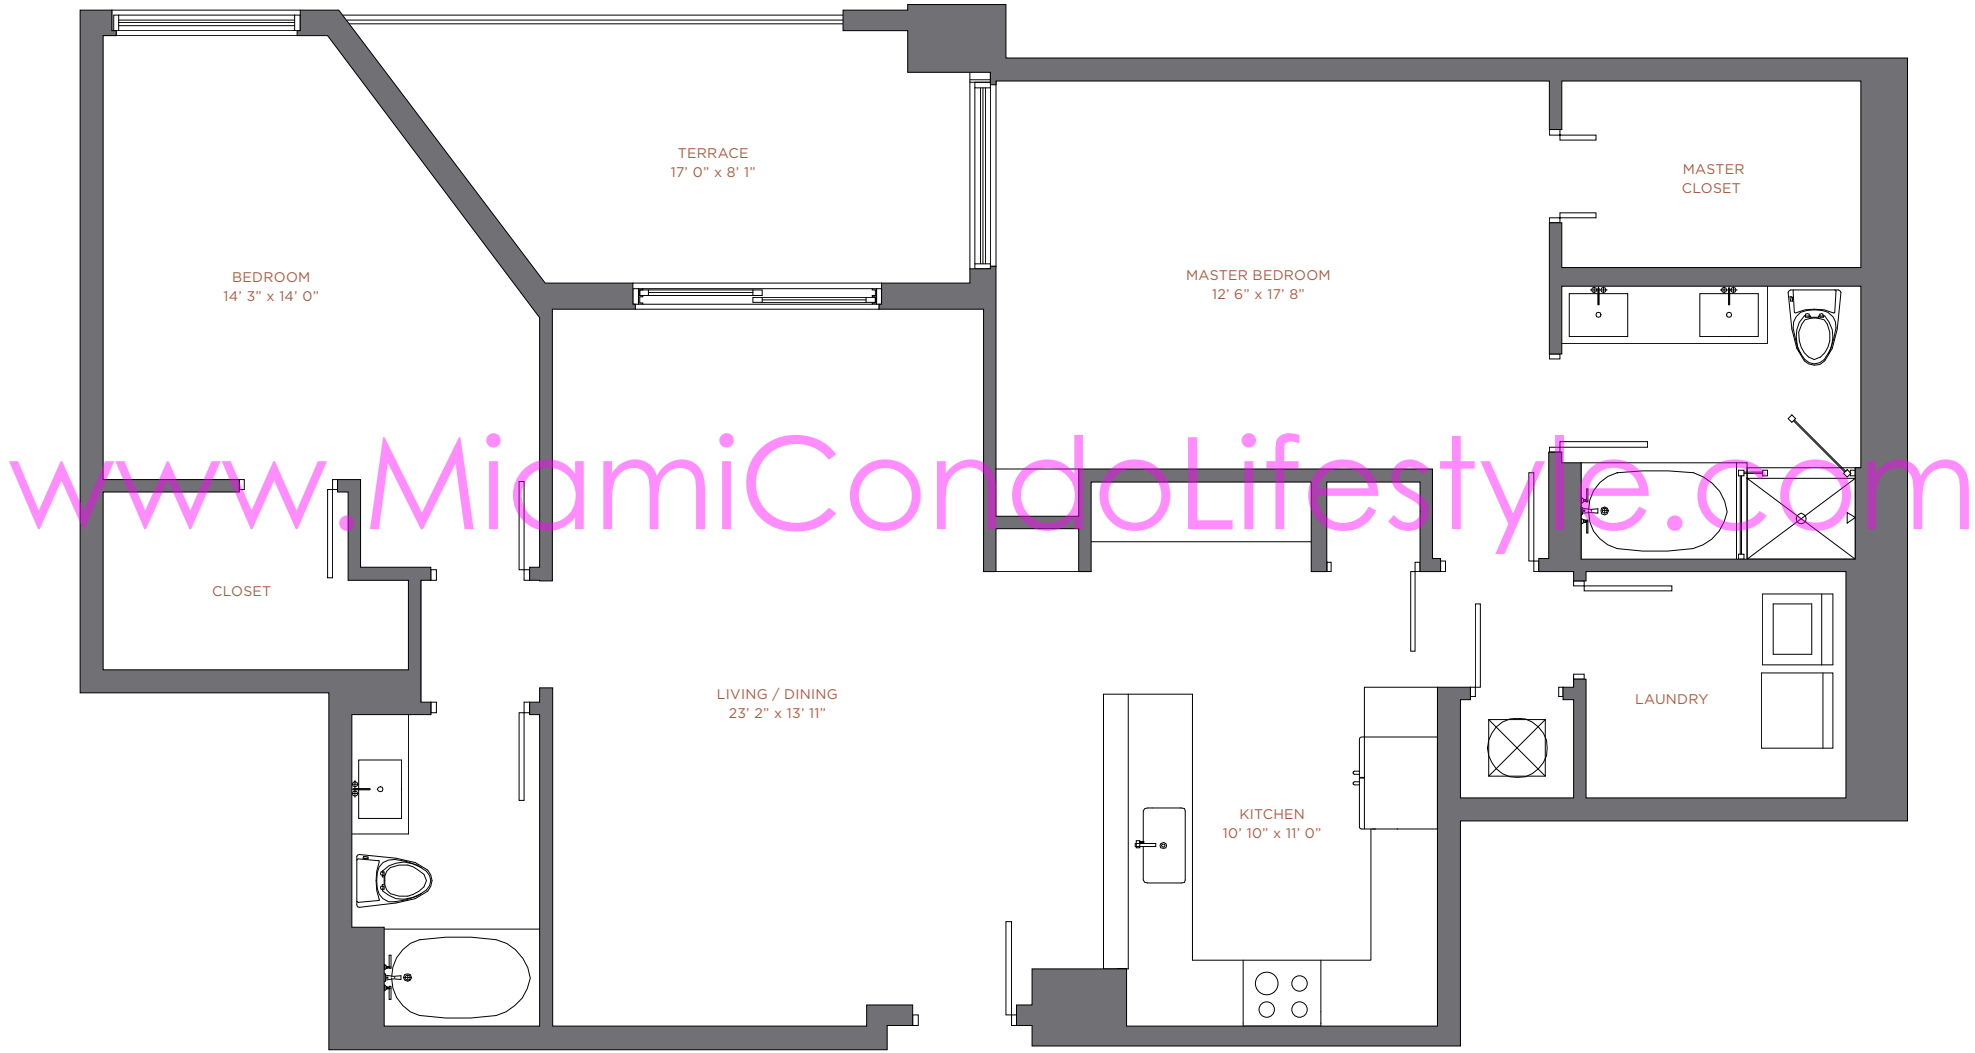 TERRACE
17' 0" x 8' 1"
MASTER
CLOSET
BEDROOM
14' 3" x 14' 0"
MASTER BEDROOM
12' 6" x 17' 8"
www.MiamiCondoLifestyle.com
CLOSET
LIVING / DINING
23' 2" x 13' 11"
LAUNDRY
KITCHEN
10' 10" x 11' 0"